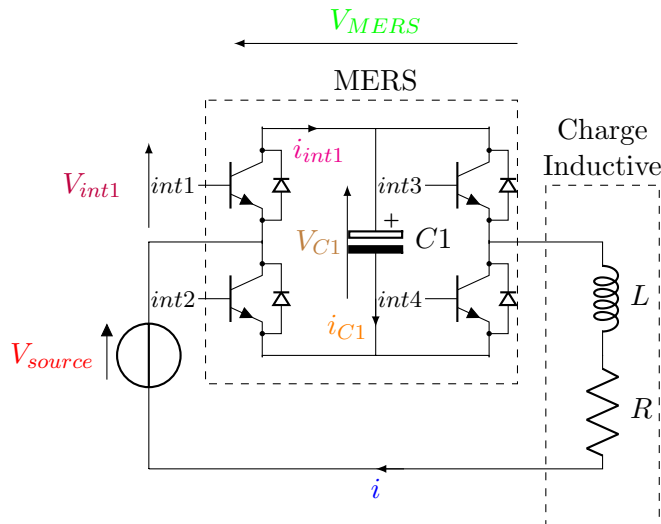 V_MERS
MERS
Charge
Inductive
i_int1
V_int1
int1
int3
+
V_C1
C1
int2
int4
L
i_C1
V_source
R
i